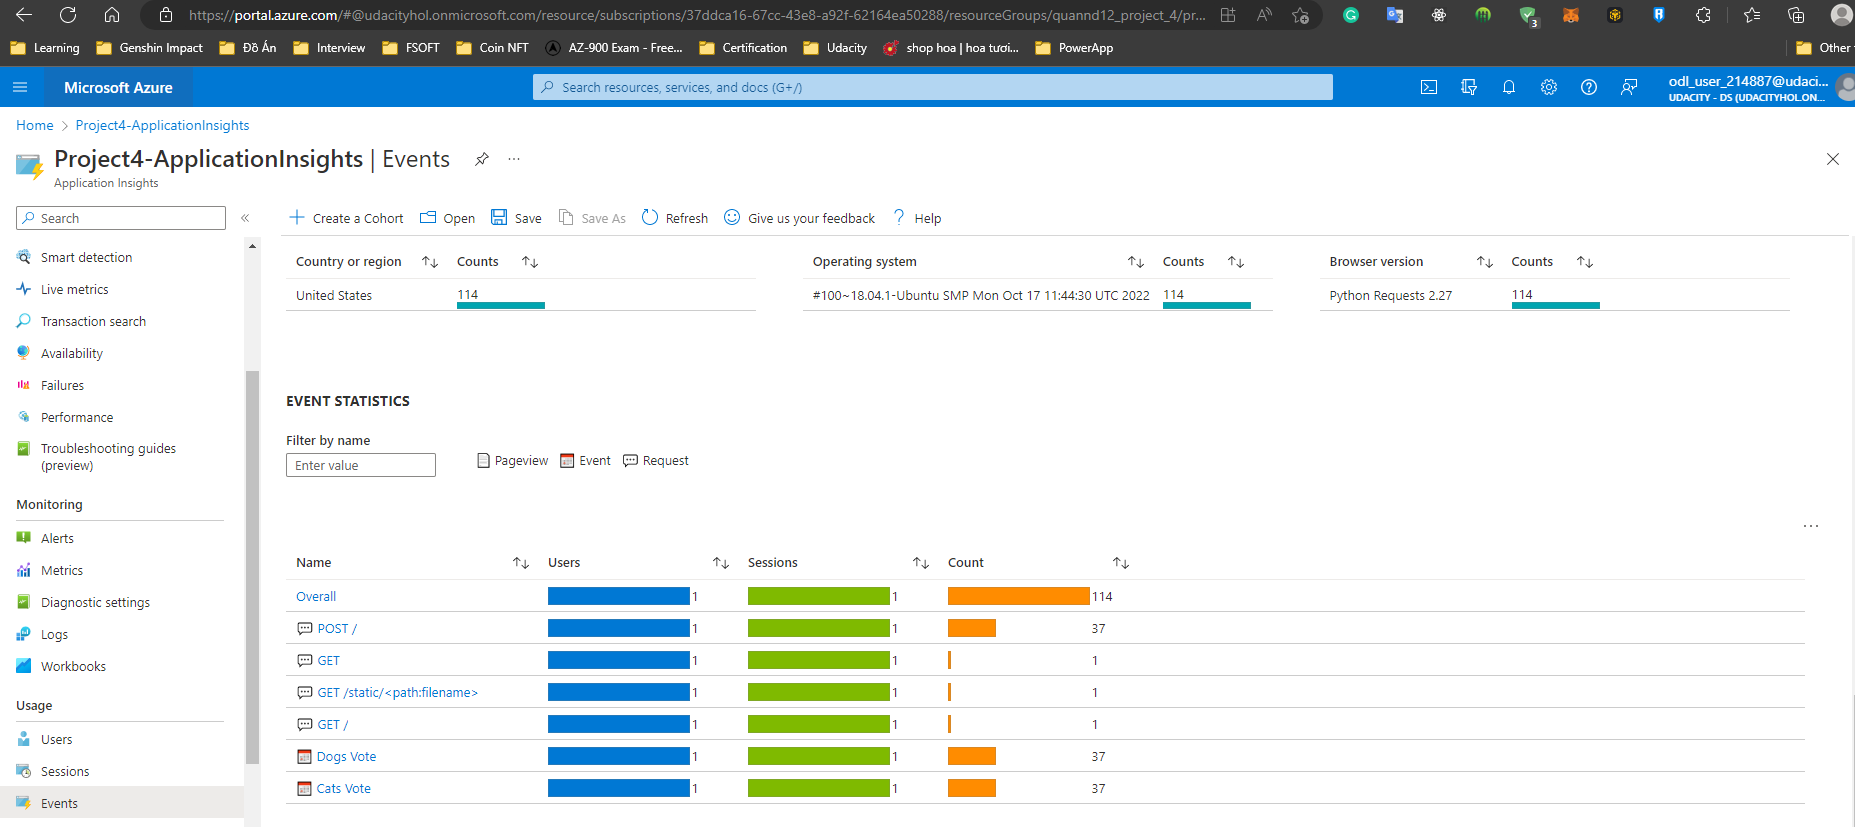 https://portal.azure.com/#@udacityhol.onmicrosoft.com/resource/subscriptions/37ddca16-67cc-43e8-a92f-62164ea50288/resourceGroups/quannd12_project_4/pr...
3
Learning
Genshin Impact
Đồ Án
Interview
FSOFT
Coin NFT
AZ-900 Exam - Free...
Certification
Udacity
shop hoa | hoa tươi...
PowerApp
Other
Microsoft Azure
Search resources, services, and docs (G+/)
odl_user_214887@udaci...
UDACITY - DS (UDACITYHOL.ON...
Home > Project4-ApplicationInsights
Project4-ApplicationInsights | Events ...
Application Insights
Search
«
Smart detection
Live metrics
Transaction search
Availability
Failures
Performance
Troubleshooting guides
(preview)
Monitoring
Alerts
Metrics
Diagnostic settings
Logs
Workbooks
Usage
Users
Sessions
Events
Create a Cohort Open Save Save As Refresh Give us your feedback ? Help
Country or region Counts
United States 114
Operating system Counts
#100~18.04.1-Ubuntu SMP Mon Oct 17 11:44:30 UTC 2022 114
Browser version Counts
Python Requests 2.27 114
EVENT STATISTICS
Filter by name
Enter value
Pageview Event Request
...
Name Users Sessions Count
Overall 1 1 114
POST / 1 1 37
GET 1 1 1
GET /static/<path:filename> 1 1 1
GET / 1 1 1
Dogs Vote 1 1 37
Cats Vote 1 1 37